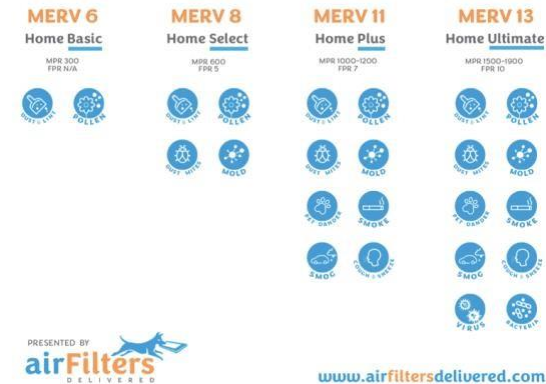 MERV 6
Home Basic
MPR 300
FPR N/A
DUST & LINT
POLLEN
MERV 8
Home Select
MPR 600
FPR 5
DUST & LINT
POLLEN
DUST MITES
MOLD
MERV 11
Home Plus
MPR 1000-1200
FPR 7
DUST & LINT
POLLEN
DUST MITES
MOLD
PET DANDER
SMOKE
SMOG
COUGH & SNEEZE
MERV 13
Home Ultimate
MPR 1500-1900
FPR 10
DUST & LINT
POLLEN
DUST MITES
MOLD
PET DANDER
SMOKE
SMOG
COUGH & SNEEZE
VIRUS
BACTERIA
PRESENTED BY
airFilters
DELIVERED
www.airfiltersdelivered.com